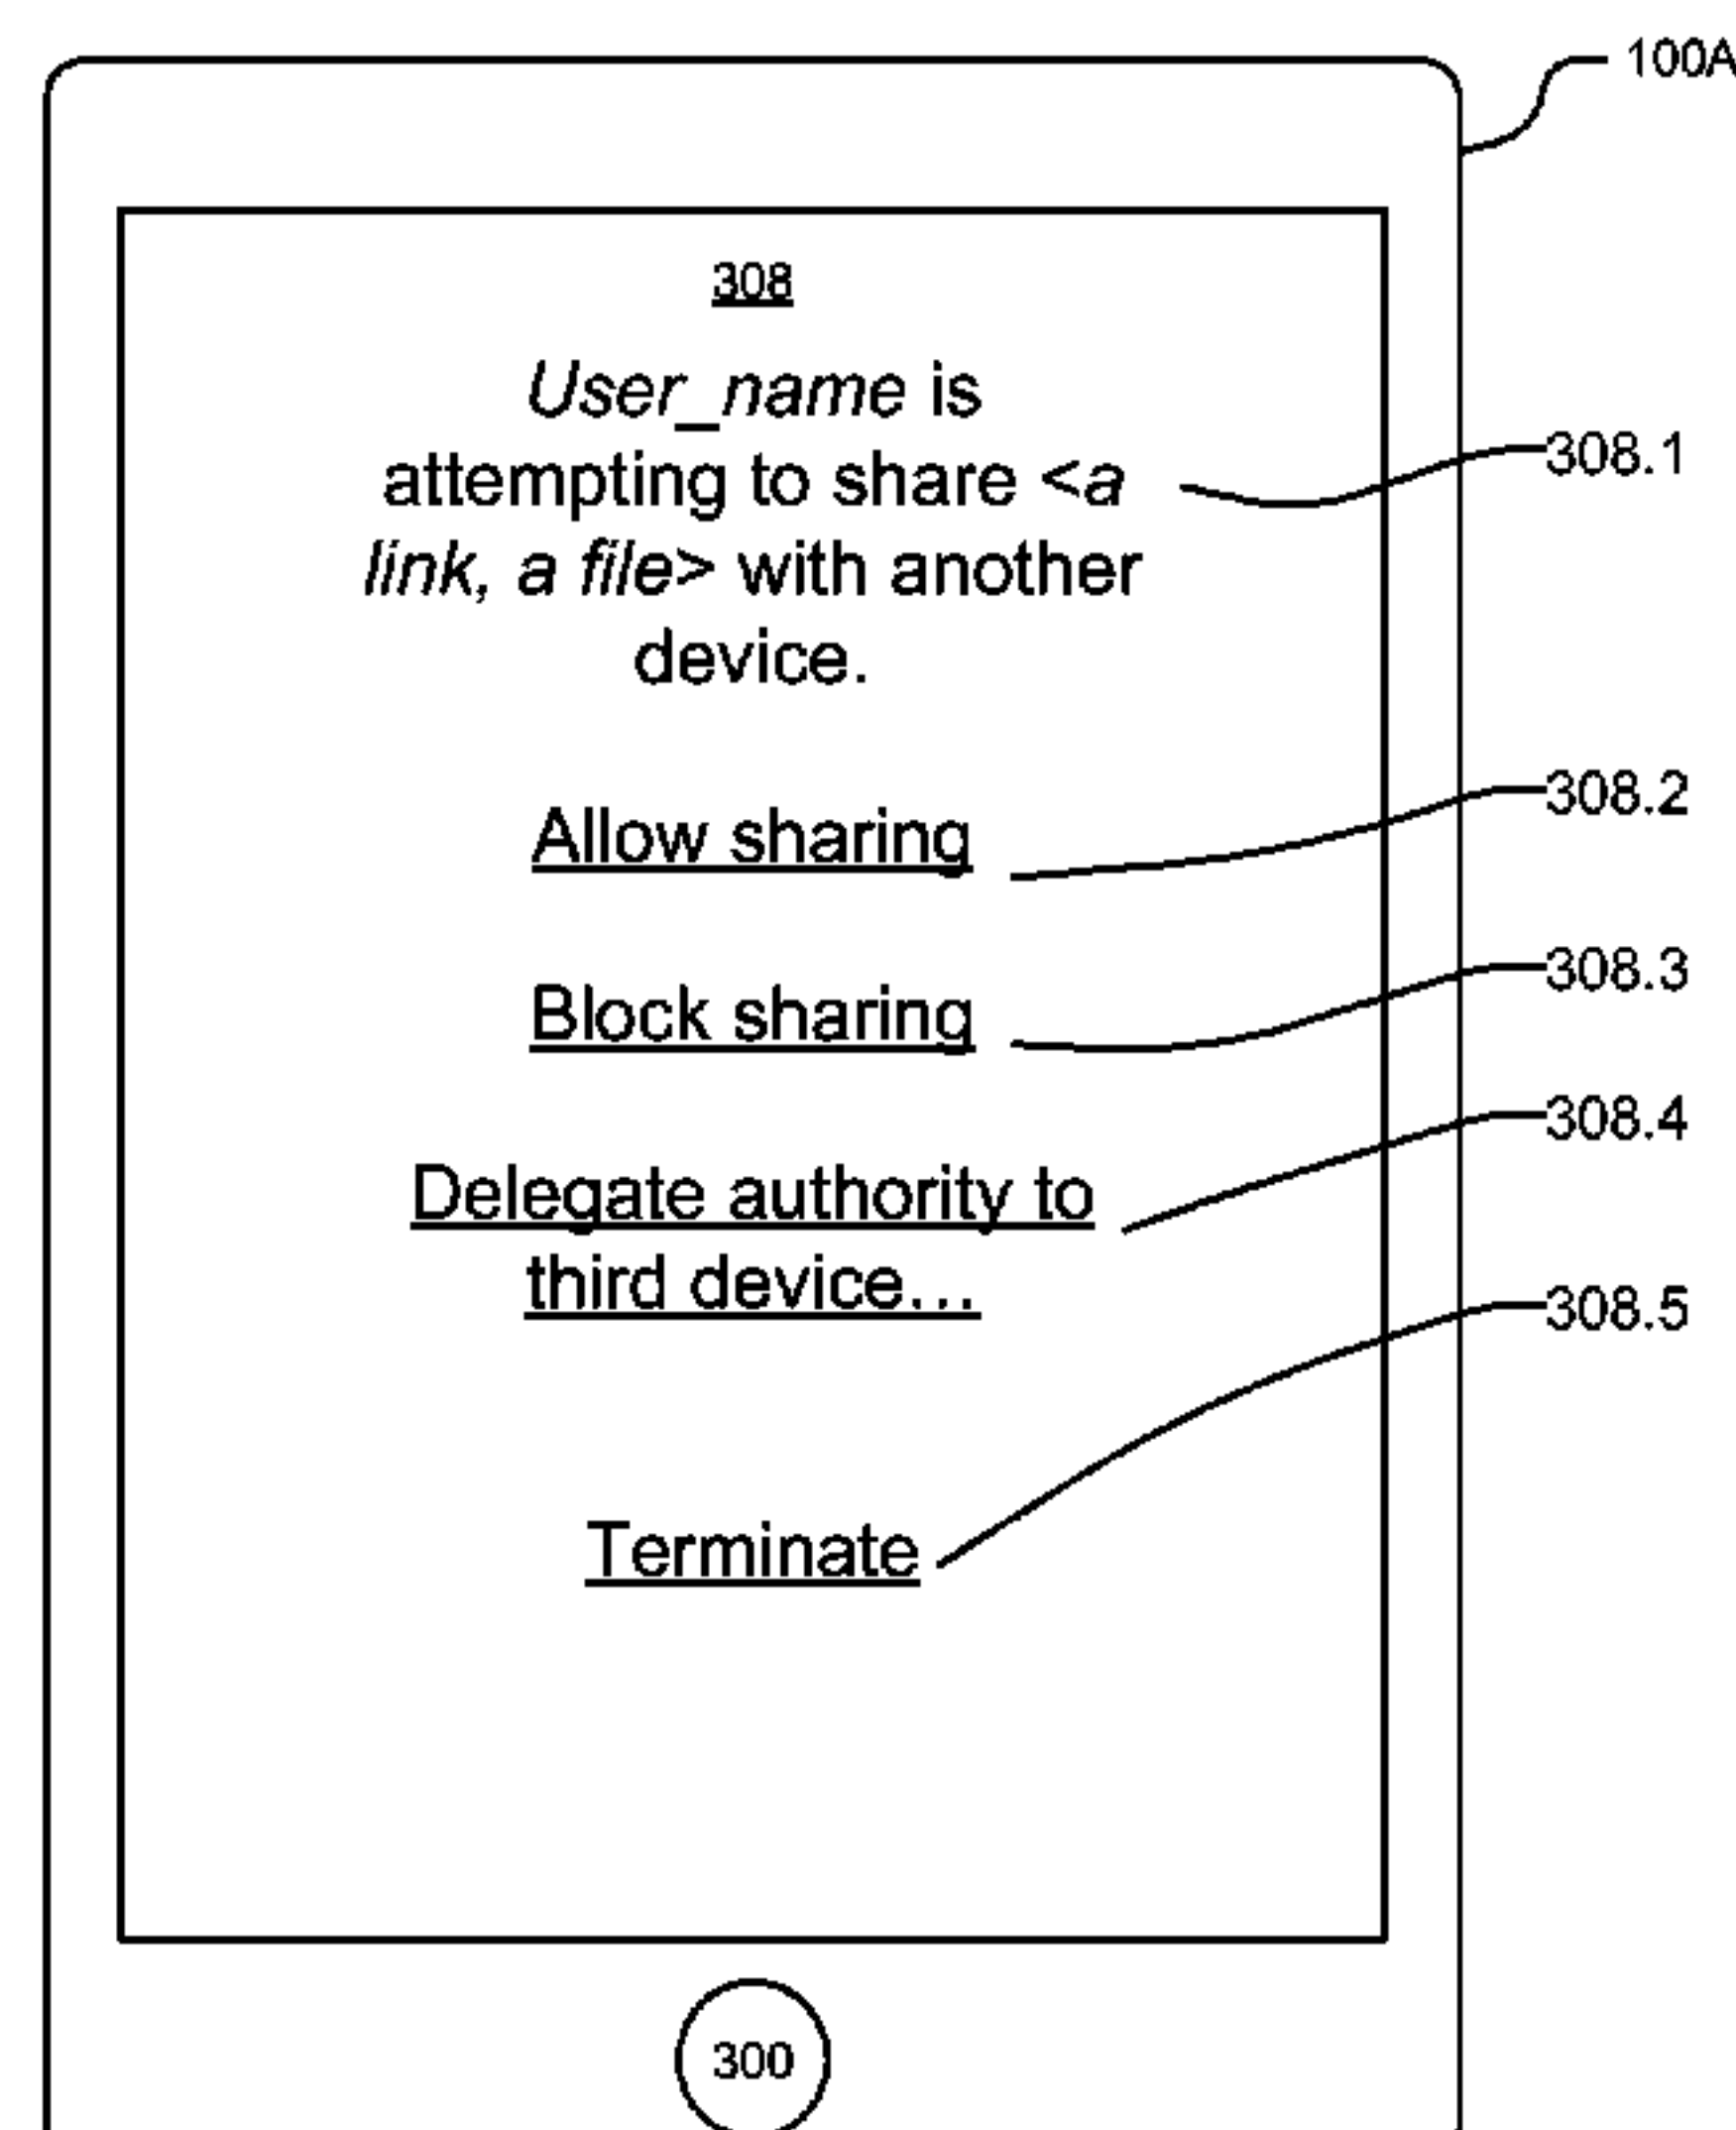 100A
308
User_name is
attempting to share <a
308.1
link, a file> with another
device.
308.2
Allow sharing
308.3
Block sharing
308.4
Delegate authority to
third device...
308.5
Terminate
300